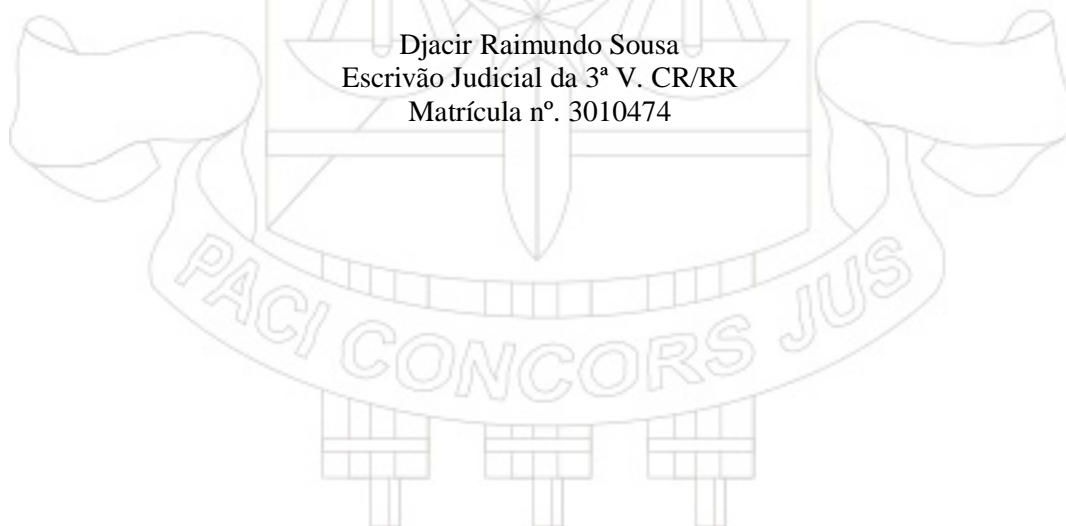 Djacir Raimundo Sousa
Escrivão Judicial da 3ª V. CR/RR
Matrícula nº. 3010474
PACI CONCORS JUS